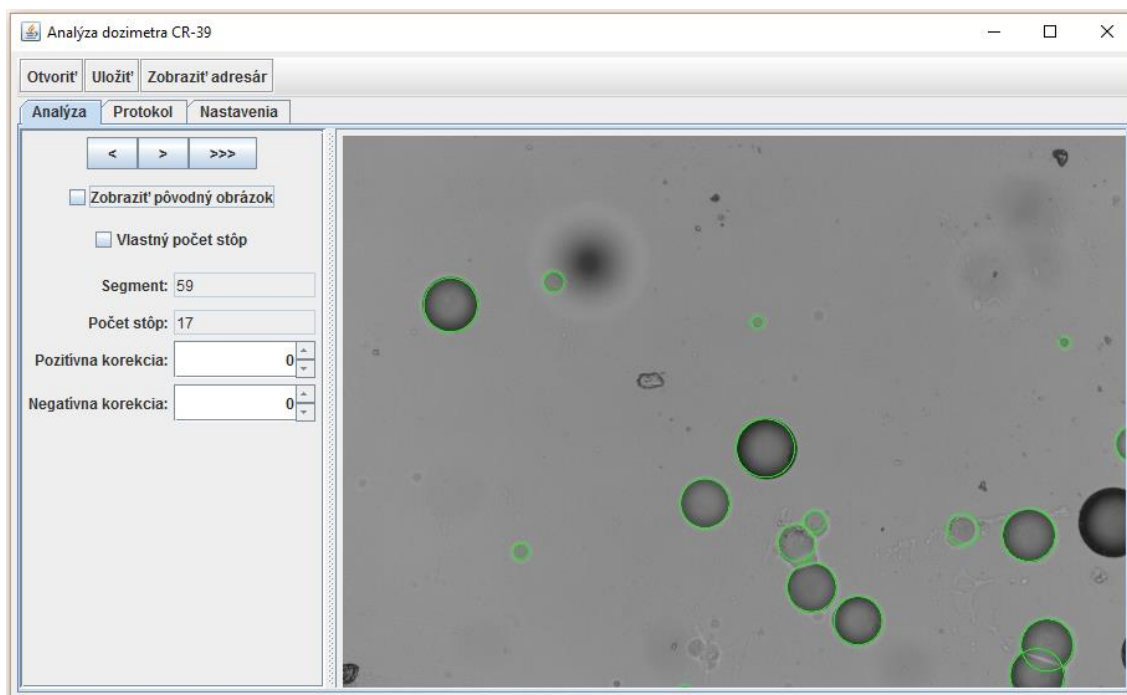 Analýza dozimetra CR-39
Otvoriť Uložiť Zobraziť adresár
Analýza Protokol Nastavenia
< > >>>
Zobraziť pôvodný obrázok
Vlastný počet stôp
Segment: 59
Počet stôp: 17
Pozitívna korekcia: 0
Negatívna korekcia: 0